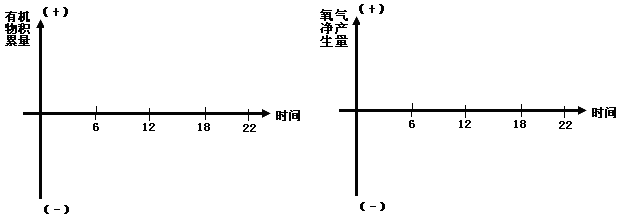 有机
物积
累量
(+)
6 12 18 22
时间
(-)
氧气
净产
生量
(+)
6 12 18 22
时间
(-)